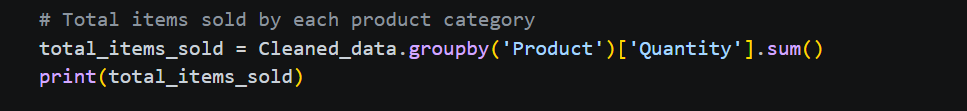 # Total items sold by each product category
total_items_sold = Cleaned_data.groupby('Product')['Quantity'].sum()
print(total_items_sold)